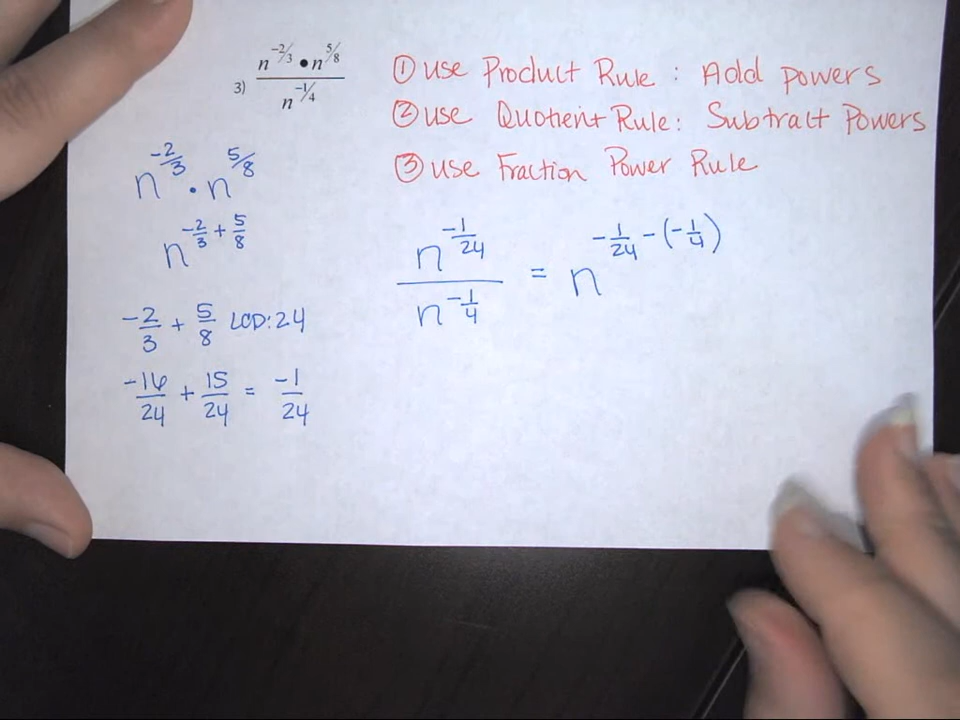 3) n^-2/3 • n^5/8
n^-1/4
① use Product Rule : Add powers
② use Quotient Rule: Subtract Powers
③ use Fraction Power Rule
n^-2/3 • n^5/8
n^-2/3 + 5/8
-2/3 + 5/8 LCD: 24
-16/24 + 15/24 = -1/24
n^-1/24 / n^-1/4 = n^-1/24 - (-1/4)